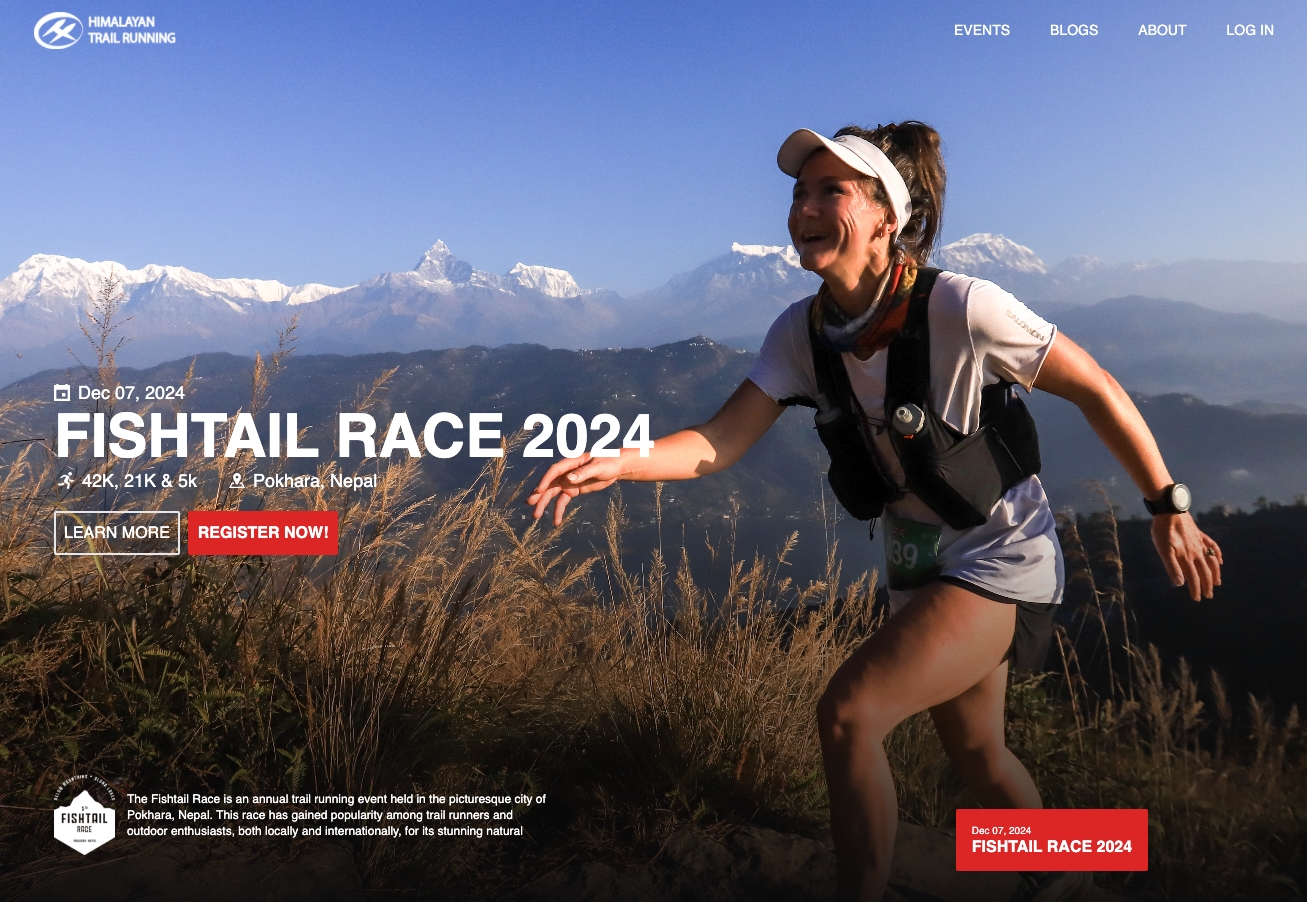 HIMALAYAN
TRAIL RUNNING
EVENTS BLOGS ABOUT LOG IN
SALOMON
Dec 07, 2024
FISHTAIL RACE 2024
42K, 21K & 5k Pokhara, Nepal
LEARN MORE REGISTER NOW!
39
The Fishtail Race is an annual trail running event held in the picturesque city of
Pokhara, Nepal. This race has gained popularity among trail runners and
outdoor enthusiasts, both locally and internationally, for its stunning natural
FISHTAIL
RACE
Dec 07, 2024
FISHTAIL RACE 2024